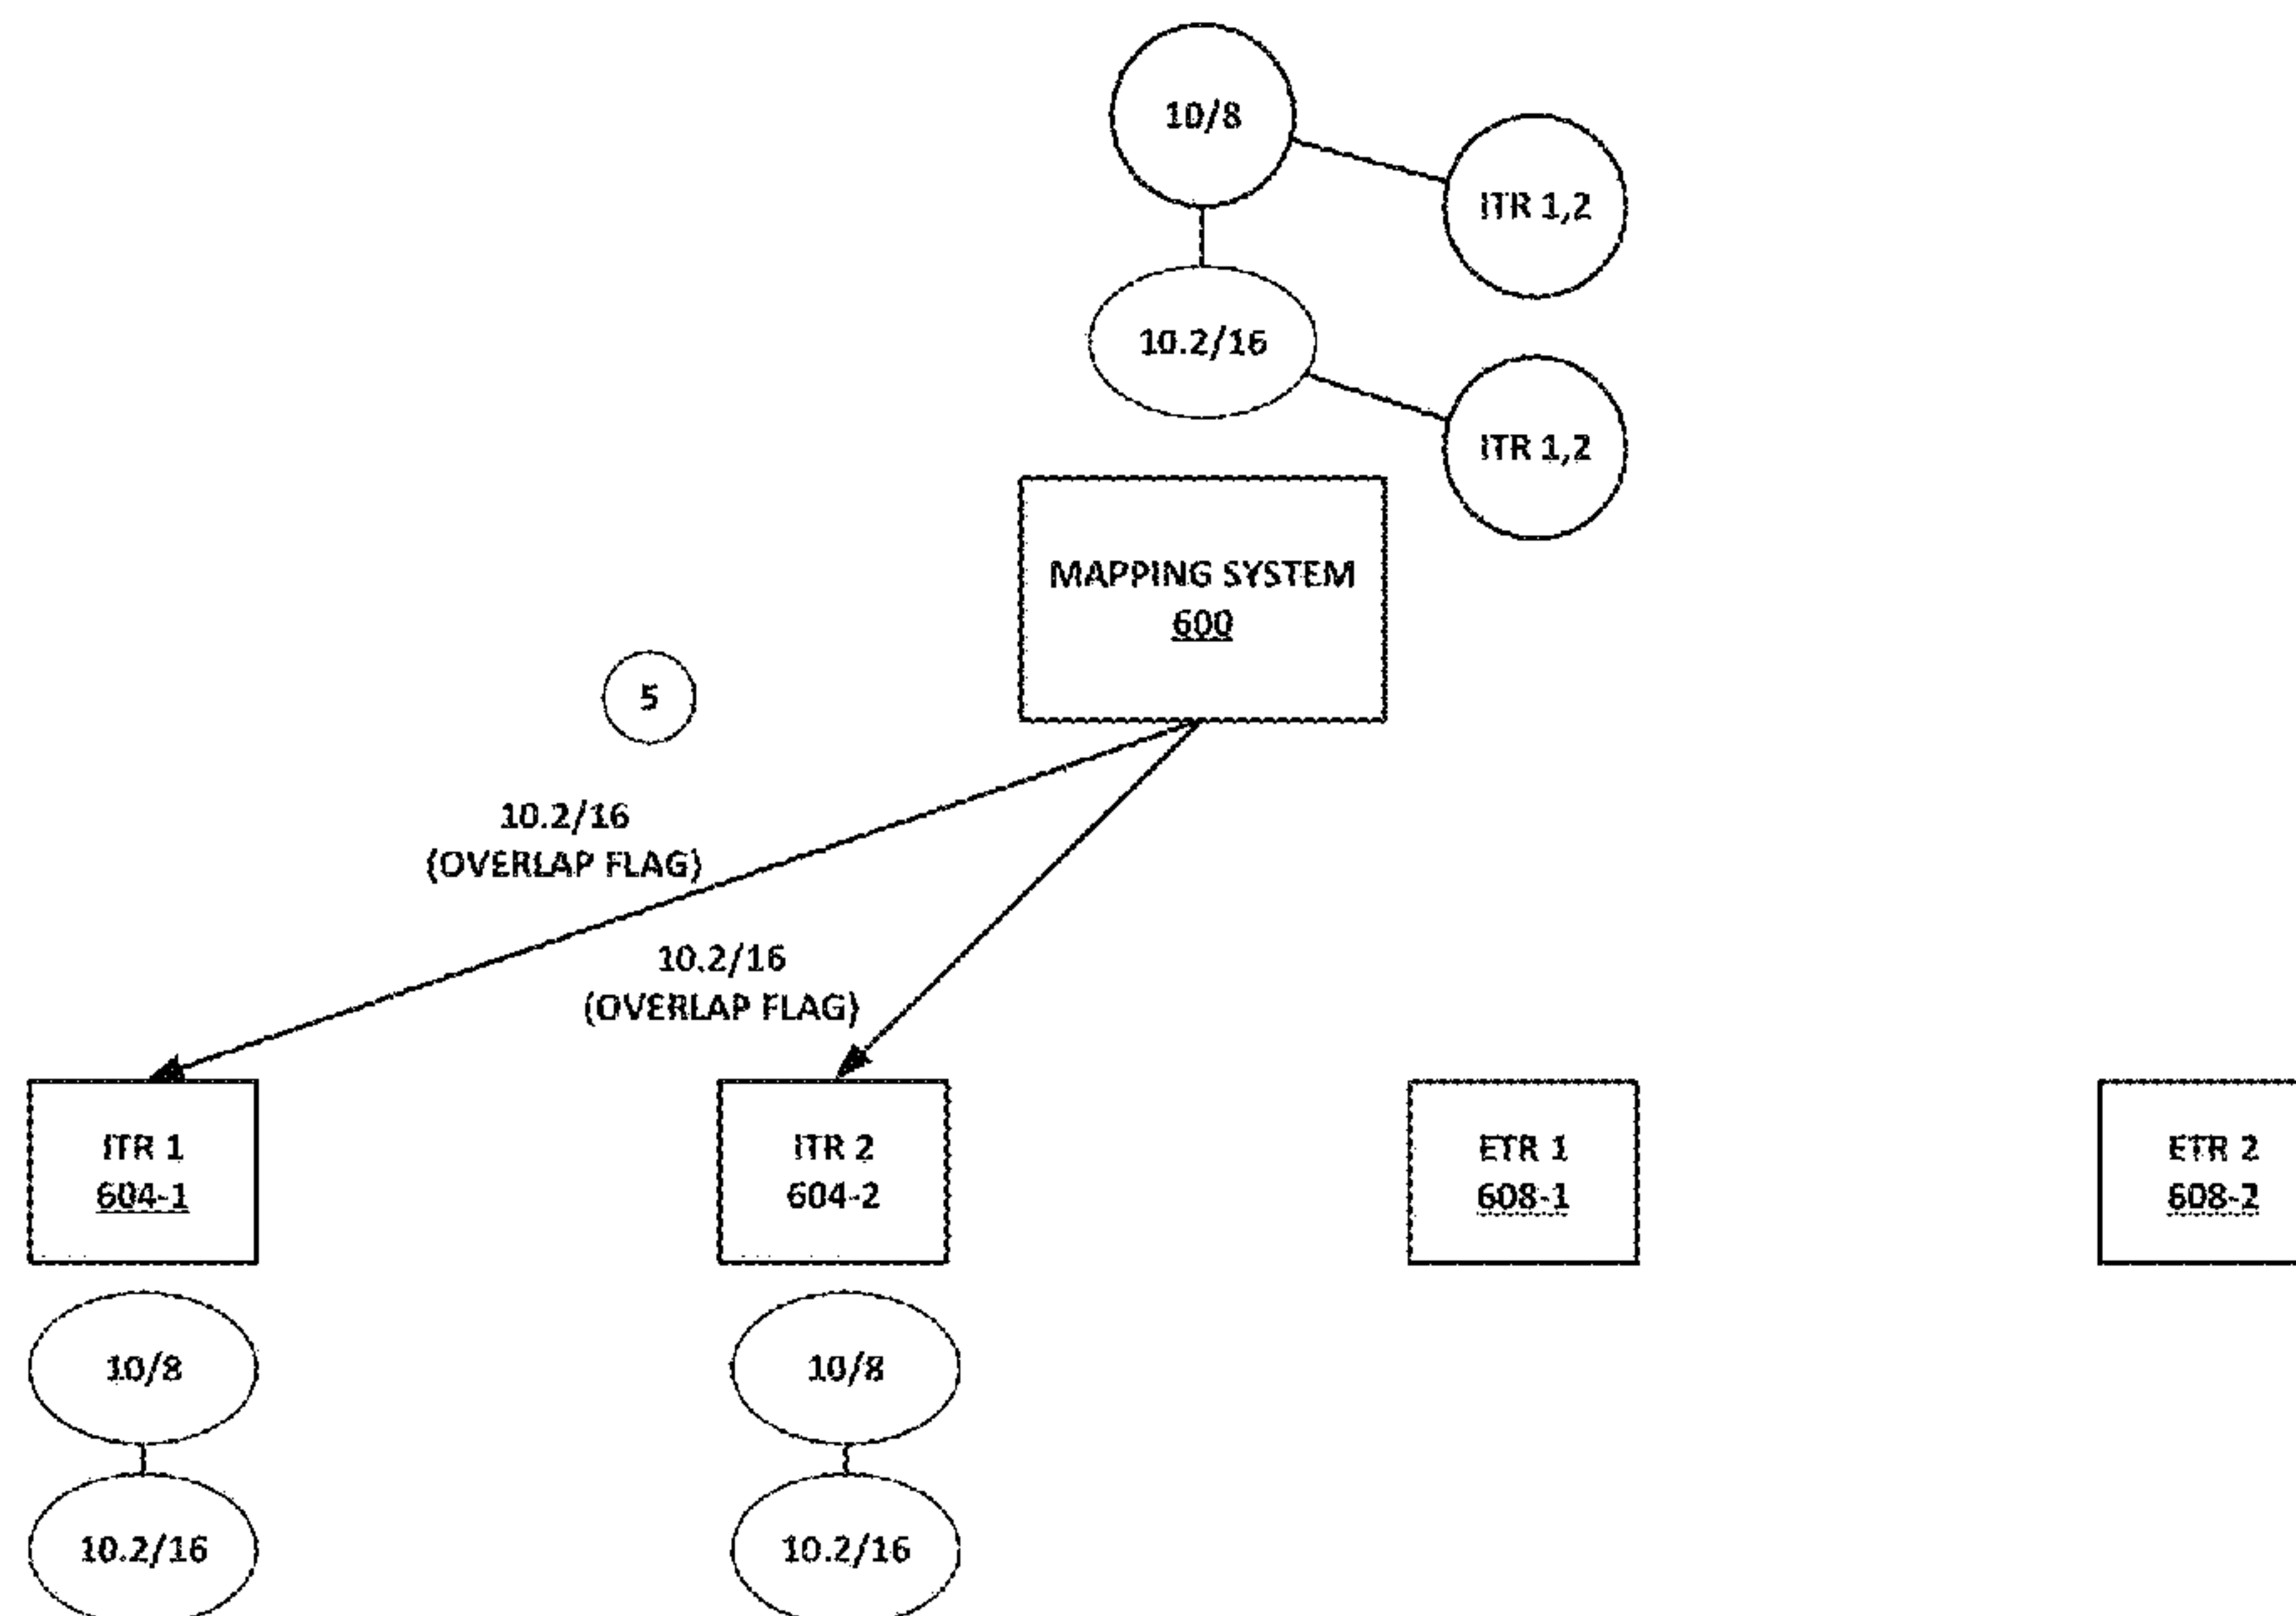 10/8
ITR 1,2
10.2/16
ITR 1,2
MAPPING SYSTEM
600
5
10.2/16
(OVERLAP FLAG)
10.2/16
(OVERLAP FLAG)
ITR 1
604-1
ITR 2
604-2
ETR 1
608-1
ETR 2
608-2
10/8
10/8
10.2/16
10.2/16